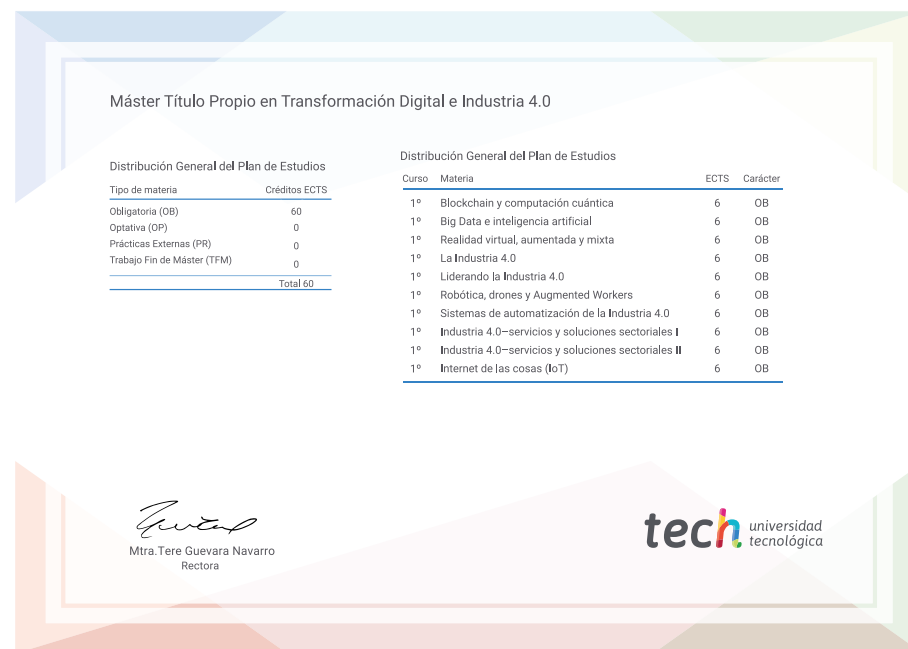 Máster Título Propio en Transformación Digital e Industria 4.0
Distribución General del Plan de Estudios
Tipo de materia Créditos ECTS
Obligatoria (OB) 60
Optativa (OP) 0
Prácticas Externas (PR) 0
Trabajo Fin de Máster (TFM) 0
Total 60
Distribución General del Plan de Estudios
Curso Materia ECTS Carácter
1º Blockchain y computación cuántica 6 OB
1º Big Data e inteligencia artificial 6 OB
1º Realidad virtual, aumentada y mixta 6 OB
1º La Industria 4.0 6 OB
1º Liderando la Industria 4.0 6 OB
1º Robótica, drones y Augmented Workers 6 OB
1º Sistemas de automatización de la Industria 4.0 6 OB
1º Industria 4.0–servicios y soluciones sectoriales I 6 OB
1º Industria 4.0–servicios y soluciones sectoriales II 6 OB
1º Internet de las cosas (IoT) 6 OB
Mtra.Tere Guevara Navarro
Rectora
tech universidad
tecnológica